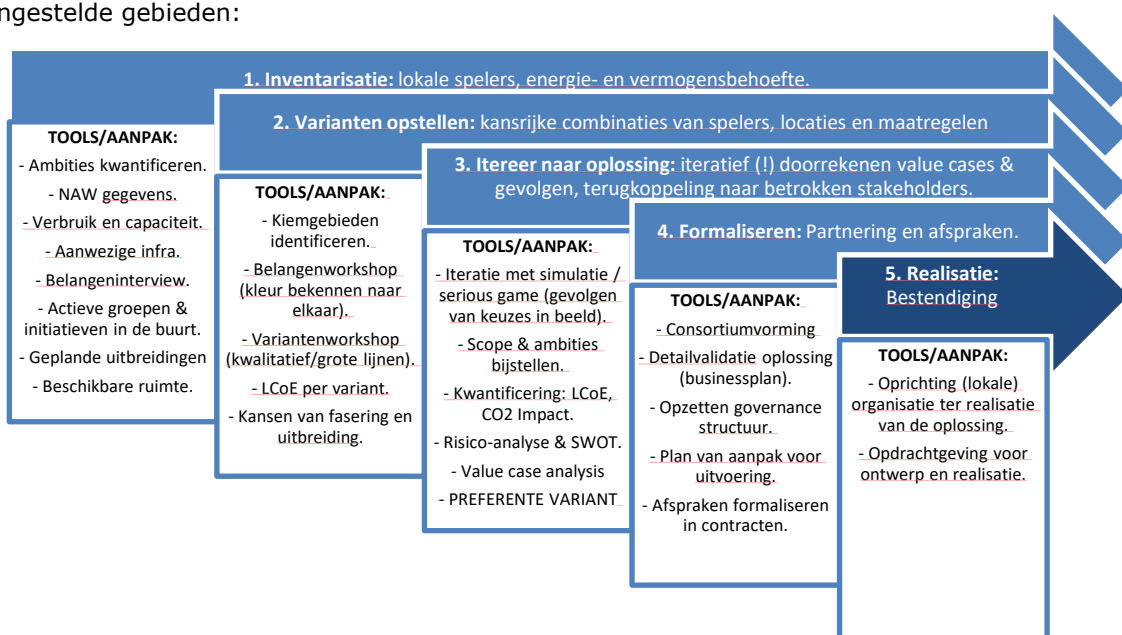 ngestelde gebieden:
1. Inventarisatie: lokale spelers, energie- en vermogensbehoefte.
TOOLS/AANPAK:
- Ambities kwantificeren.
- NAW gegevens.
- Verbruik en capaciteit.
- Aanwezige infra.
- Belangeninterview.
- Actieve groepen &
initiatieven in de buurt.
- Geplande uitbreidingen
- Beschikbare ruimte.
2. Varianten opstellen: kansrijke combinaties van spelers, locaties en maatregelen
TOOLS/AANPAK:
- Kiemgebieden
identificeren.
- Belangenworkshop
(kleur bekennen naar
elkaar).
- Variantenworkshop
(kwalitatief/grote lijnen).
- LCoE per variant.
- Kansen van fasering en
uitbreiding.
3. Itereer naar oplossing: iteratief (!) doorrekenen value cases &
gevolgen, terugkoppeling naar betrokken stakeholders.
TOOLS/AANPAK:
- Iteratie met simulatie /
serious game (gevolgen
van keuzes in beeld).
- Scope & ambities
bijstellen.
- Kwantificering: LCoE,
CO2 Impact.
- Risico-analyse & SWOT.
- Value case analysis
- PREFERENTE VARIANT
4. Formaliseren: Partnering en afspraken.
TOOLS/AANPAK:
- Consortiumvorming
- Detailvalidatie oplossing
(businessplan).
- Opzetten governance
structuur.
- Plan van aanpak voor
uitvoering.
- Afspraken formaliseren
in contracten.
5. Realisatie:
Bestendiging
TOOLS/AANPAK:
- Oprichting (lokale)
organisatie ter realisatie
van de oplossing.
- Opdrachtgeving voor
ontwerp en realisatie.